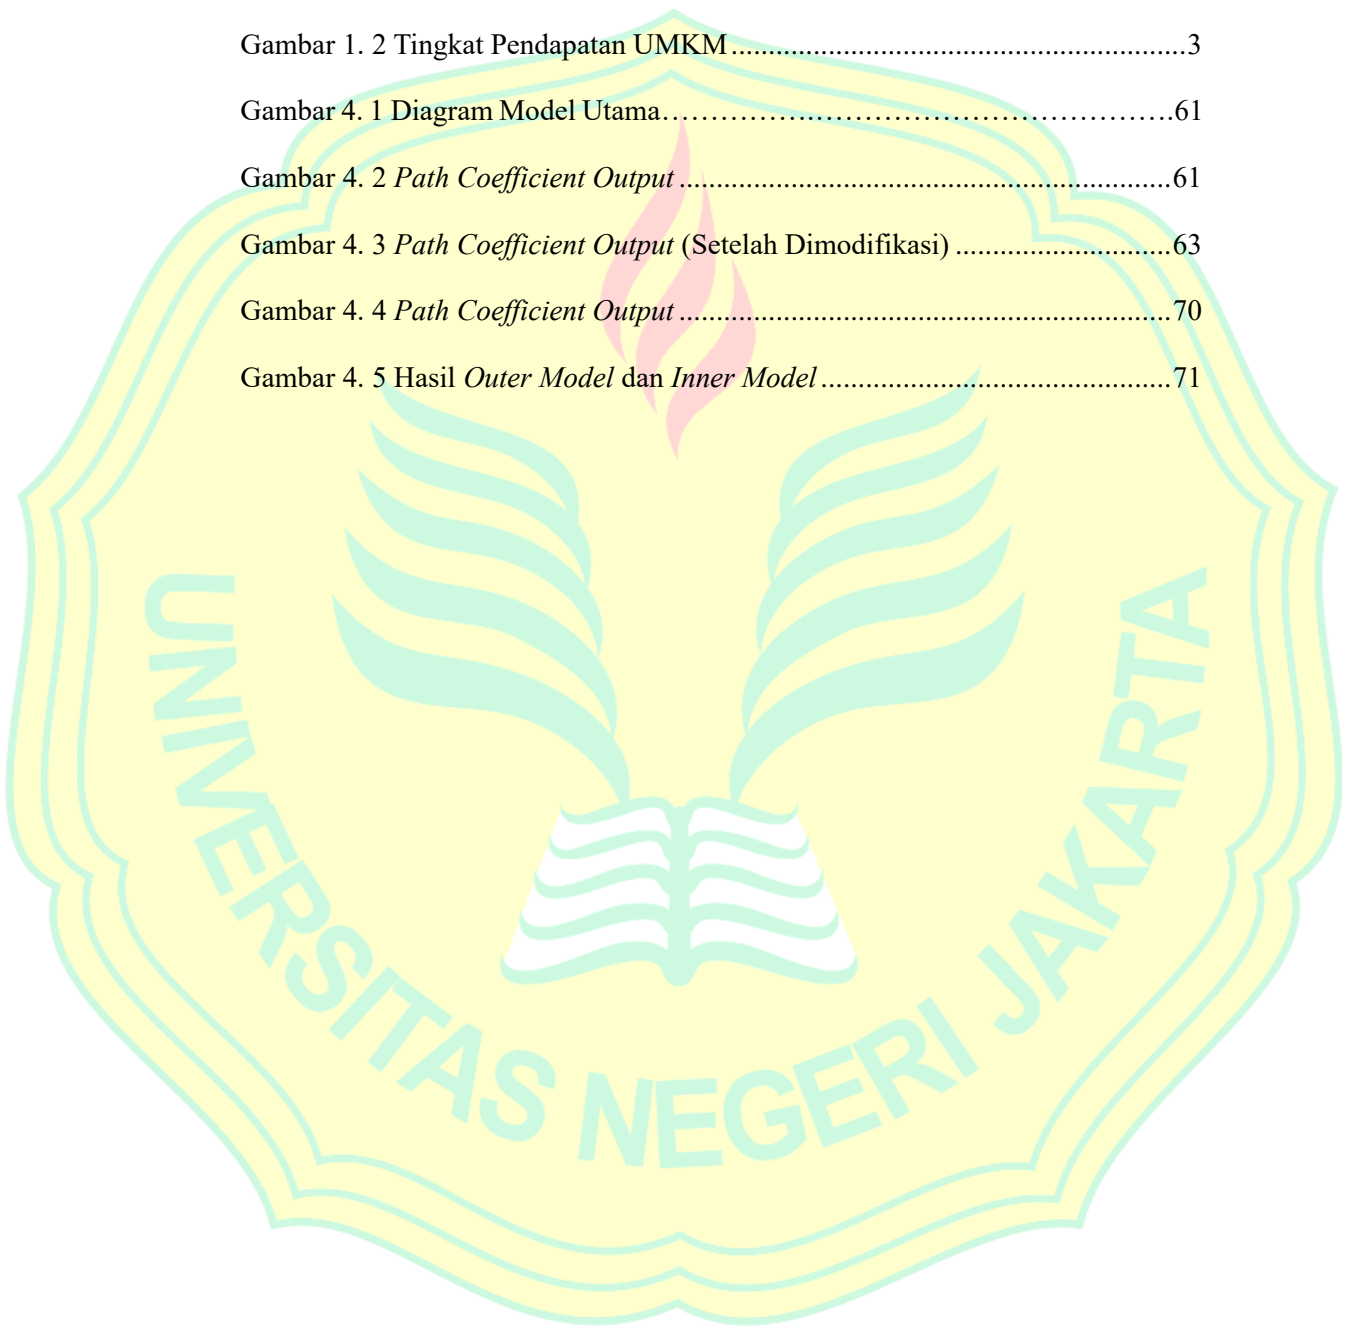 Gambar 1. 2 Tingkat Pendapatan UMKM...............................................................3
Gambar 4. 1 Diagram Model Utama……………………………………………………….61
Gambar 4. 2 Path Coefficient Output ....................................................................61
Gambar 4. 3 Path Coefficient Output (Setelah Dimodifikasi) ..............................63
Gambar 4. 4 Path Coefficient Output ....................................................................70
Gambar 4. 5 Hasil Outer Model dan Inner Model .................................................71
UNIVERSITAS NEGERI JAKARTA